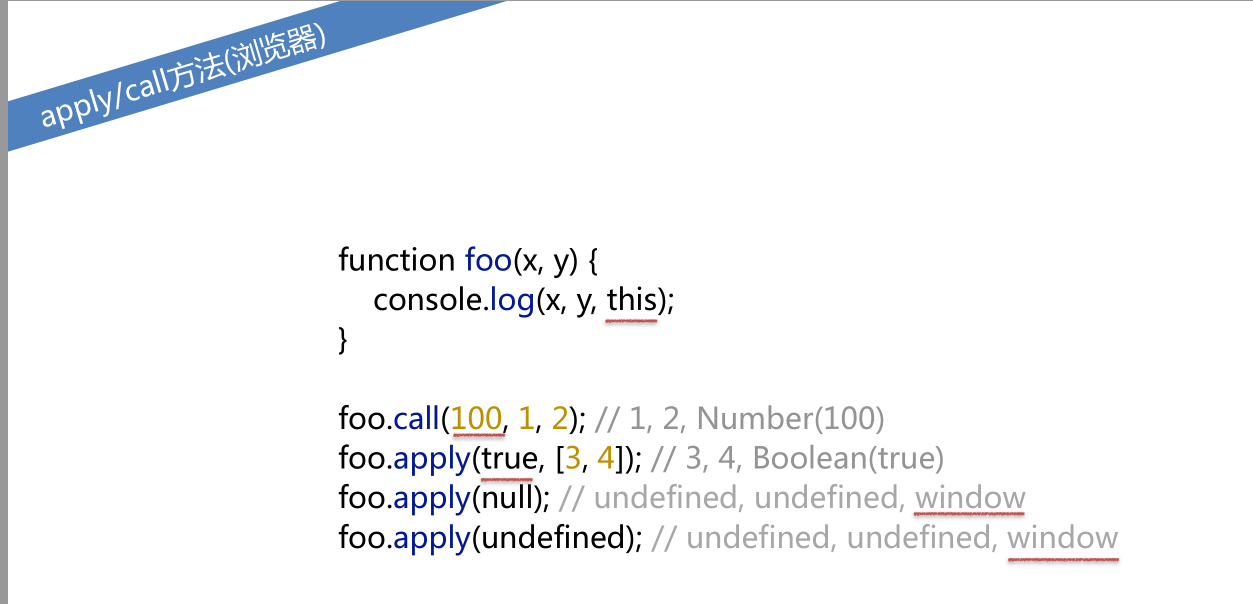 apply/call方法(浏览器)
function foo(x, y) {
console.log(x, y, this);
}
foo.call(100, 1, 2); // 1, 2, Number(100)
foo.apply(true, [3, 4]); // 3, 4, Boolean(true)
foo.apply(null); // undefined, undefined, window
foo.apply(undefined); // undefined, undefined, window